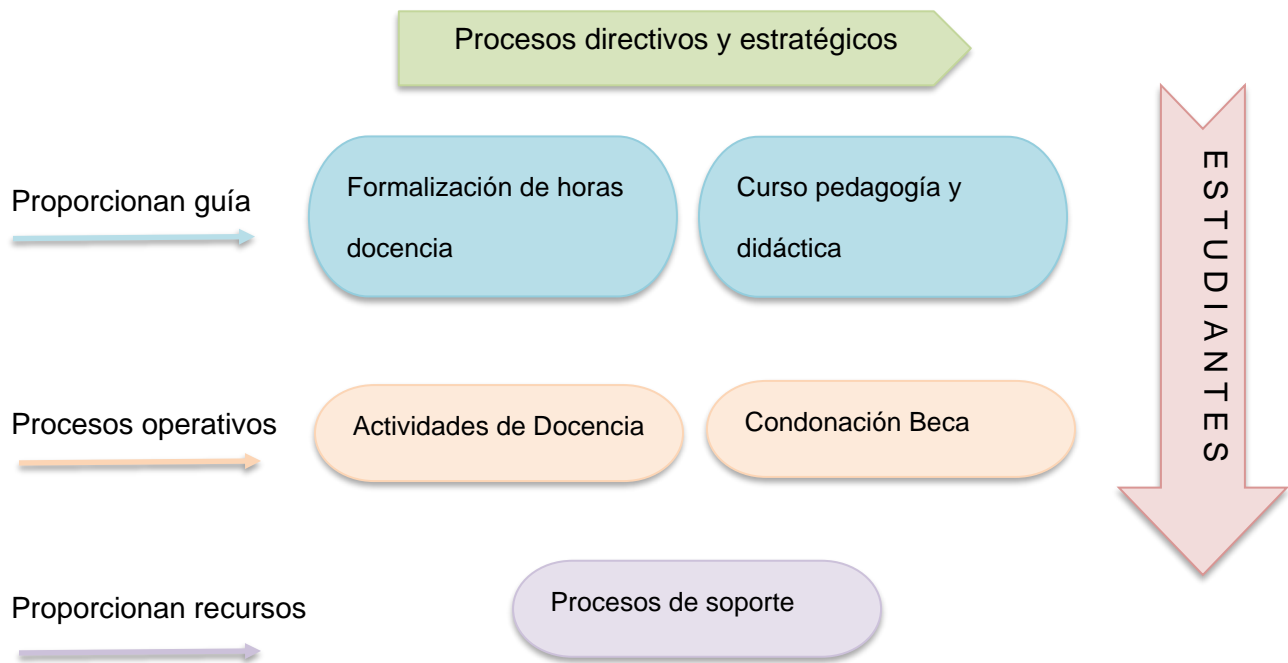 Procesos directivos y estratégicos
Proporcionan guía
Formalización de horas
docencia
Curso pedagogía y
didáctica
Procesos operativos
Actividades de Docencia
Condonación Beca
Proporcionan recursos
Procesos de soporte
ESTUDIANTES